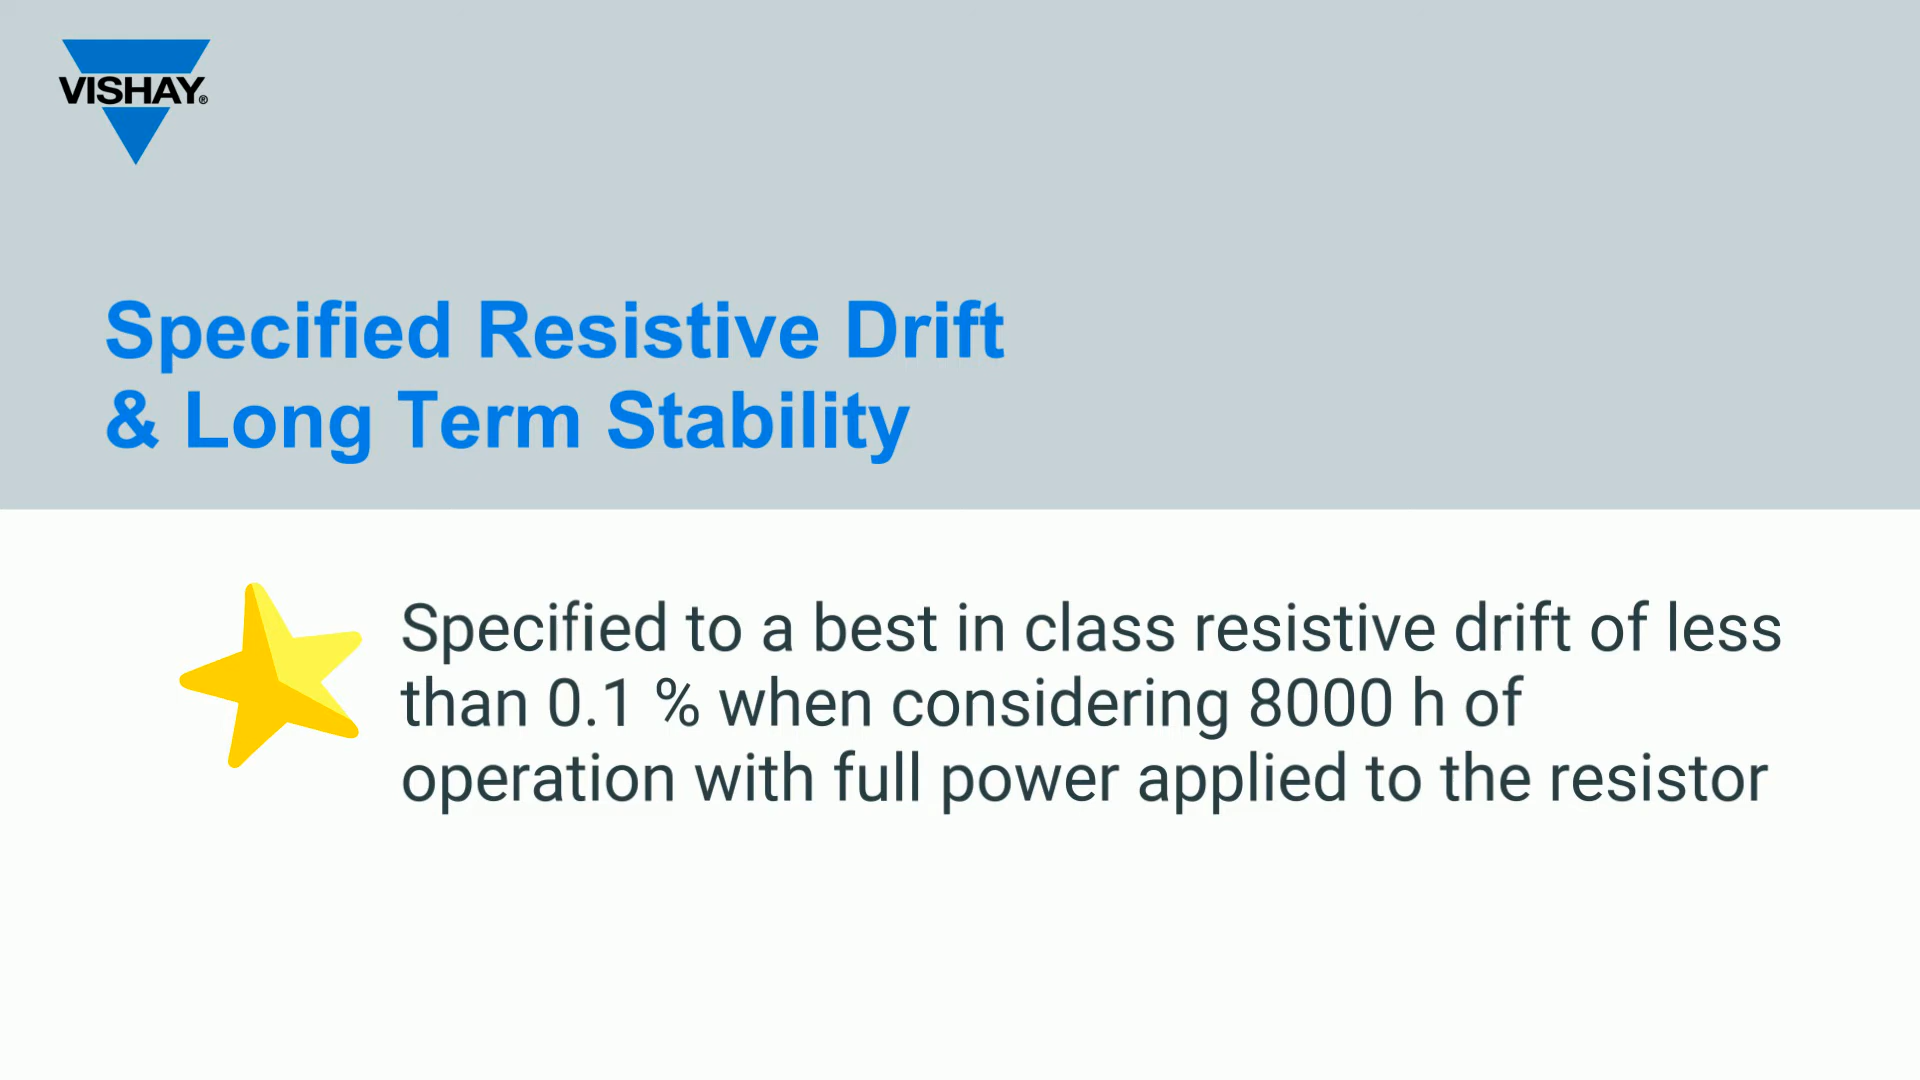 VISHAY®
Specified Resistive Drift
& Long Term Stability
Specified to a best in class resistive drift of less
than 0.1 % when considering 8000 h of
operation with full power applied to the resistor